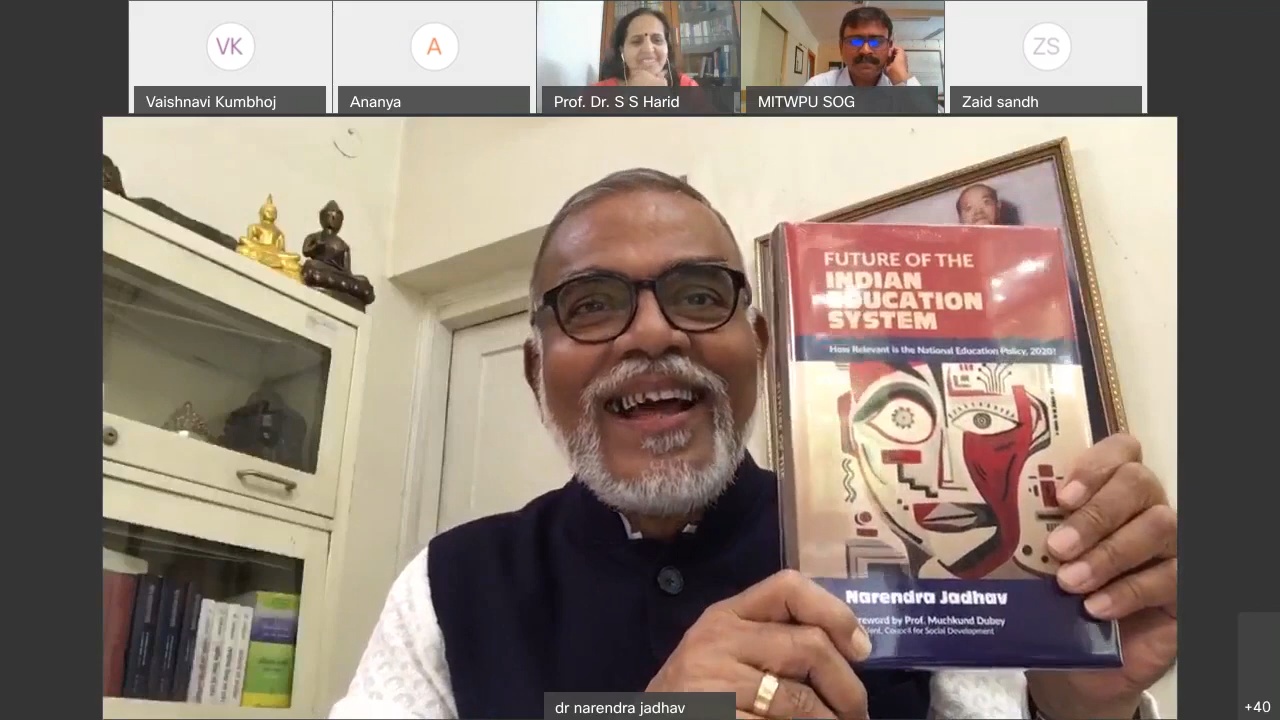 VK
A
ZS
Vaishnavi Kumbhoj
Ananya
Prof. Dr. S S Harid
MITWPU SOG
Zaid sandh
FUTURE OF THE
INDIAN
EDUCATION
SYSTEM
How Relevant is the National Education Policy, 2020?
Narendra Jadhav
reword by Prof. Muchkund Dubey
Council for Social Development
dr narendra jadhav
+40